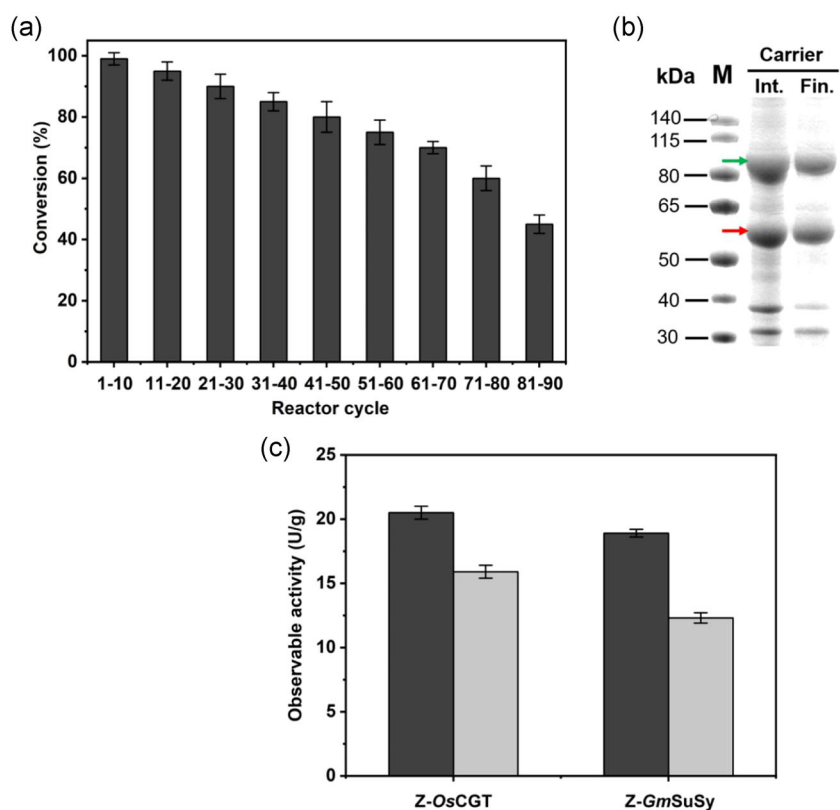 (a)
100
80
60
40
20
0
Conversion (%)
1-10 11-20 21-30 31-40 41-50 51-60 61-70 71-80 81-90
Reactor cycle
(b)
Carrier
kDa M Int. Fin.
140
115
80
65
50
40
30
(c)
25
20
15
10
5
0
Observable activity (U/g)
Z-OsCGT Z-GmSuSy